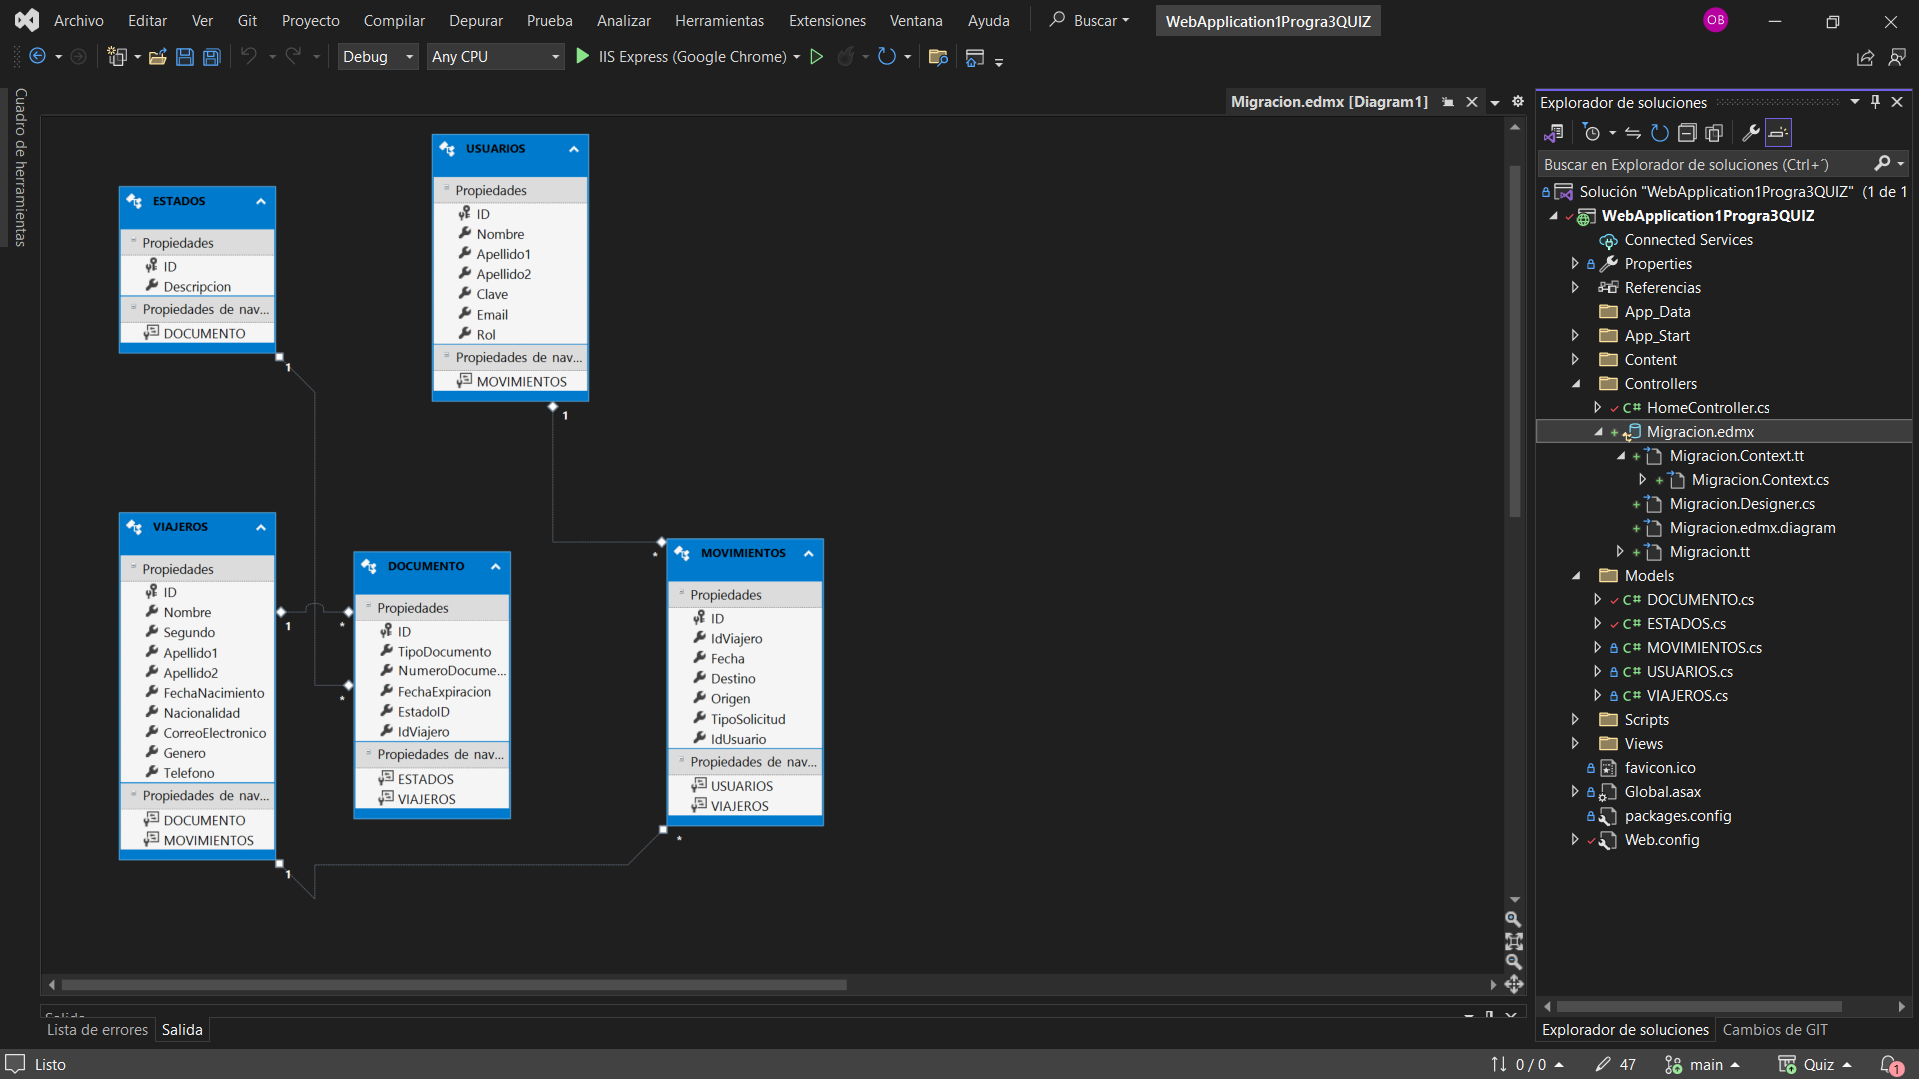 Archivo Editar Ver Git Proyecto Compilar Depurar Prueba Analizar Herramientas Extensiones Ventana Ayuda Buscar WebApplication1Progra3QUIZ OB
Debug Any CPU IIS Express (Google Chrome)
Cuadro de herramientas
Migracion.edmx [Diagram1]
USUARIOS
Propiedades
ID
Nombre
Apellido1
Apellido2
Clave
Email
Rol
Propiedades de nav...
MOVIMIENTOS
1
*
ESTADOS
Propiedades
ID
Descripcion
Propiedades de nav...
DOCUMENTO
1
*
VIAJEROS
Propiedades
ID
Nombre
Segundo
Apellido1
Apellido2
FechaNacimiento
Nacionalidad
CorreoElectronico
Genero
Telefono
Propiedades de nav...
DOCUMENTO
MOVIMIENTOS
1
*
1
*
DOCUMENTO
Propiedades
ID
TipoDocumento
NumeroDocume...
FechaExpiracion
EstadoID
IdViajero
Propiedades de nav...
ESTADOS
VIAJEROS
MOVIMIENTOS
Propiedades
ID
IdViajero
Fecha
Destino
Origen
TipoSolicitud
IdUsuario
Propiedades de nav...
USUARIOS
VIAJEROS
Explorador de soluciones
Buscar en Explorador de soluciones (Ctrl+´)
Solución "WebApplication1Progra3QUIZ" (1 de 1
WebApplication1Progra3QUIZ
Connected Services
Properties
Referencias
App_Data
App_Start
Content
Controllers
C# HomeController.cs
Migracion.edmx
Migracion.Context.tt
Migracion.Context.cs
Migracion.Designer.cs
Migracion.edmx.diagram
Migracion.tt
Models
C# DOCUMENTO.cs
C# ESTADOS.cs
C# MOVIMIENTOS.cs
C# USUARIOS.cs
C# VIAJEROS.cs
Scripts
Views
favicon.ico
Global.asax
packages.config
Web.config
Explorador de soluciones Cambios de GIT
Salida
Lista de errores Salida
Listo 0 / 0 47 main Quiz 1